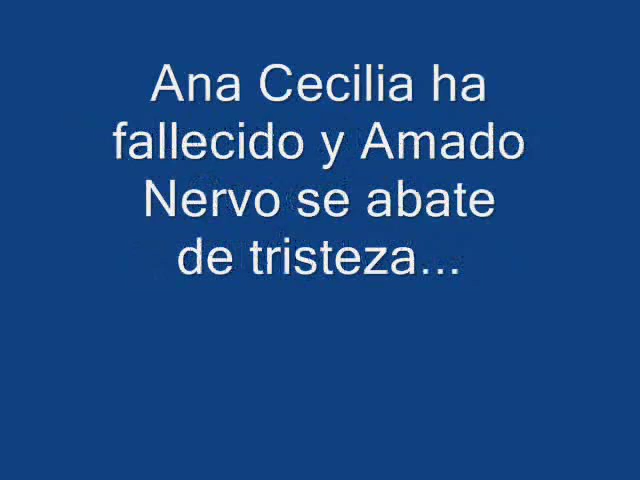 Ana Cecilia ha
fallecido y Amado
Nervo se abate
de tristeza...